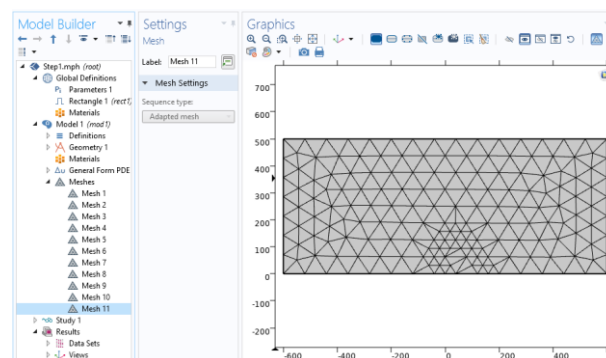 Model Builder
Step1.mph (root)
Global Definitions
Pi Parameters 1
Rectangle 1 (rect1)
Materials
Model 1 (mod1)
Definitions
Geometry 1
Materials
Δu General Form PDE
Meshes
Mesh 1
Mesh 2
Mesh 3
Mesh 4
Mesh 5
Mesh 6
Mesh 7
Mesh 8
Mesh 9
Mesh 10
Mesh 11
Study 1
Results
Data Sets
Views
Settings
Mesh
Label: Mesh 11
Mesh Settings
Sequence type:
Adapted mesh
Graphics
700
600
500
400
300
200
100
0
-100
-200
-600
-400
-200
0
200
400
600